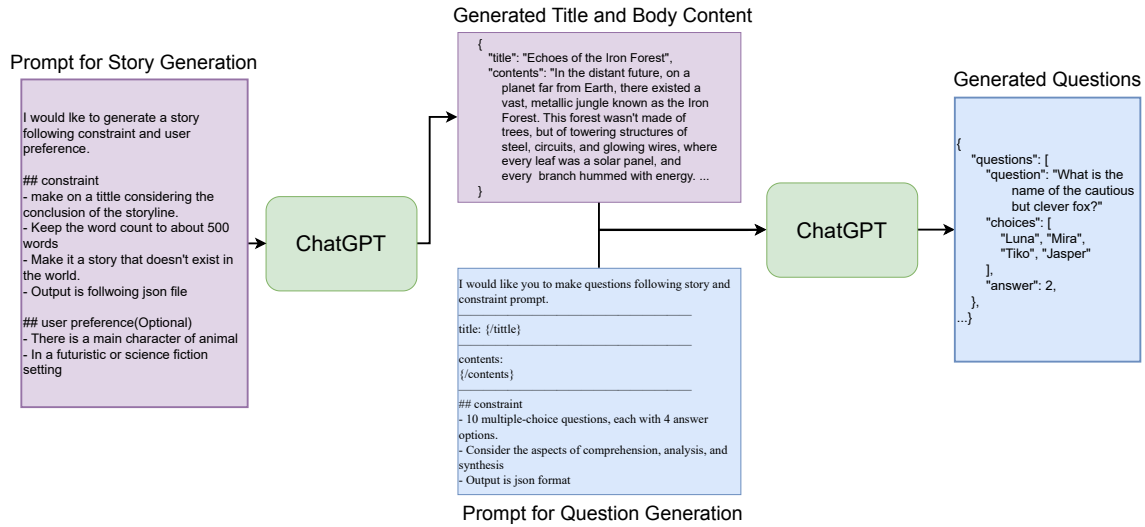 Prompt for Story Generation
I would lke to generate a story
following constraint and user
preference.
## constraint
- make on a tittle considering the
conclusion of the storyline.
- Keep the word count to about 500
words
- Make it a story that doesn't exist in
the world.
- Output is follwoing json file
## user preference(Optional)
- There is a main character of animal
- In a futuristic or science fiction
setting
ChatGPT
Generated Title and Body Content
{
"title": "Echoes of the Iron Forest",
"contents": "In the distant future, on a
planet far from Earth, there existed a
vast, metallic jungle known as the Iron
Forest. This forest wasn't made of
trees, but of towering structures of
steel, circuits, and glowing wires, where
every leaf was a solar panel, and
every branch hummed with energy. ...
}
I would like you to make questions following story and
constraint prompt.
title: {/tittle}
contents:
{/contents}
## constraint
- 10 multiple-choice questions, each with 4 answer
options.
- Consider the aspects of comprehension, analysis, and
synthesis
- Output is json format
Prompt for Question Generation
ChatGPT
Generated Questions
{
"questions": [
"question": "What is the
name of the cautious
but clever fox?"
"choices": [
"Luna", "Mira",
"Tiko", "Jasper"
],
"answer": 2,
},
...}